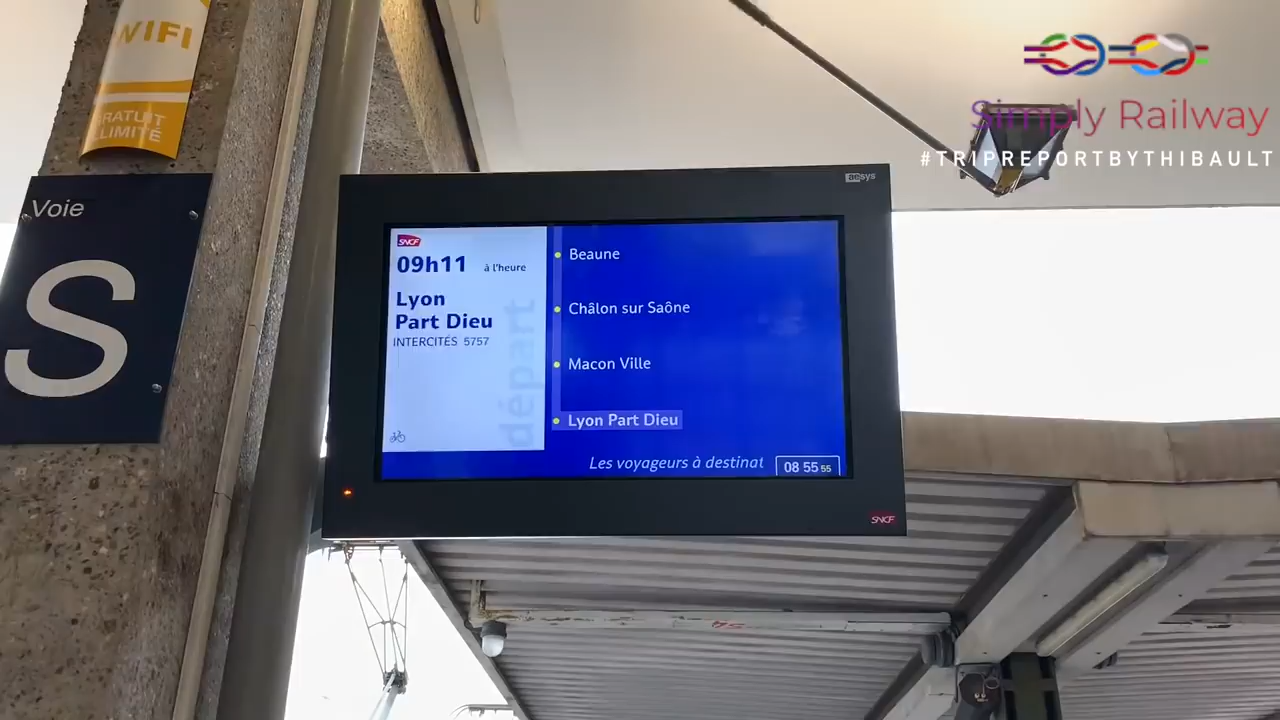 WIFI
GRATUIT
ILLIMITÉ
Voie
S
aesys
SNCF
09h11 à l'heure
Lyon
Part Dieu
INTERCITÉS 5757
départ
Beaune
Châlon sur Saône
Macon Ville
Lyon Part Dieu
Les voyageurs à destinat
08 55 55
SNCF
Simply Railway
#TRIPREPORTBYTHIBAULT